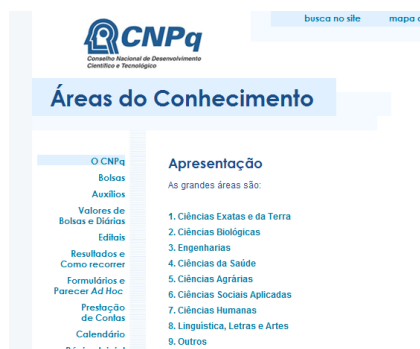 busca no site mapa
CNPq
Conselho Nacional de Desenvolvimento
Científico e Tecnológico
Áreas do Conhecimento
O CNPq
Bolsas
Auxílios
Valores de
Bolsas e Diárias
Editais
Resultados e
Como recorrer
Formulários e
Parecer Ad Hoc
Prestação
de Contas
Calendário
Apresentação
As grandes áreas são:
1. Ciências Exatas e da Terra
2. Ciências Biológicas
3. Engenharias
4. Ciências da Saúde
5. Ciências Agrárias
6. Ciências Sociais Aplicadas
7. Ciências Humanas
8. Linguística, Letras e Artes
9. Outros